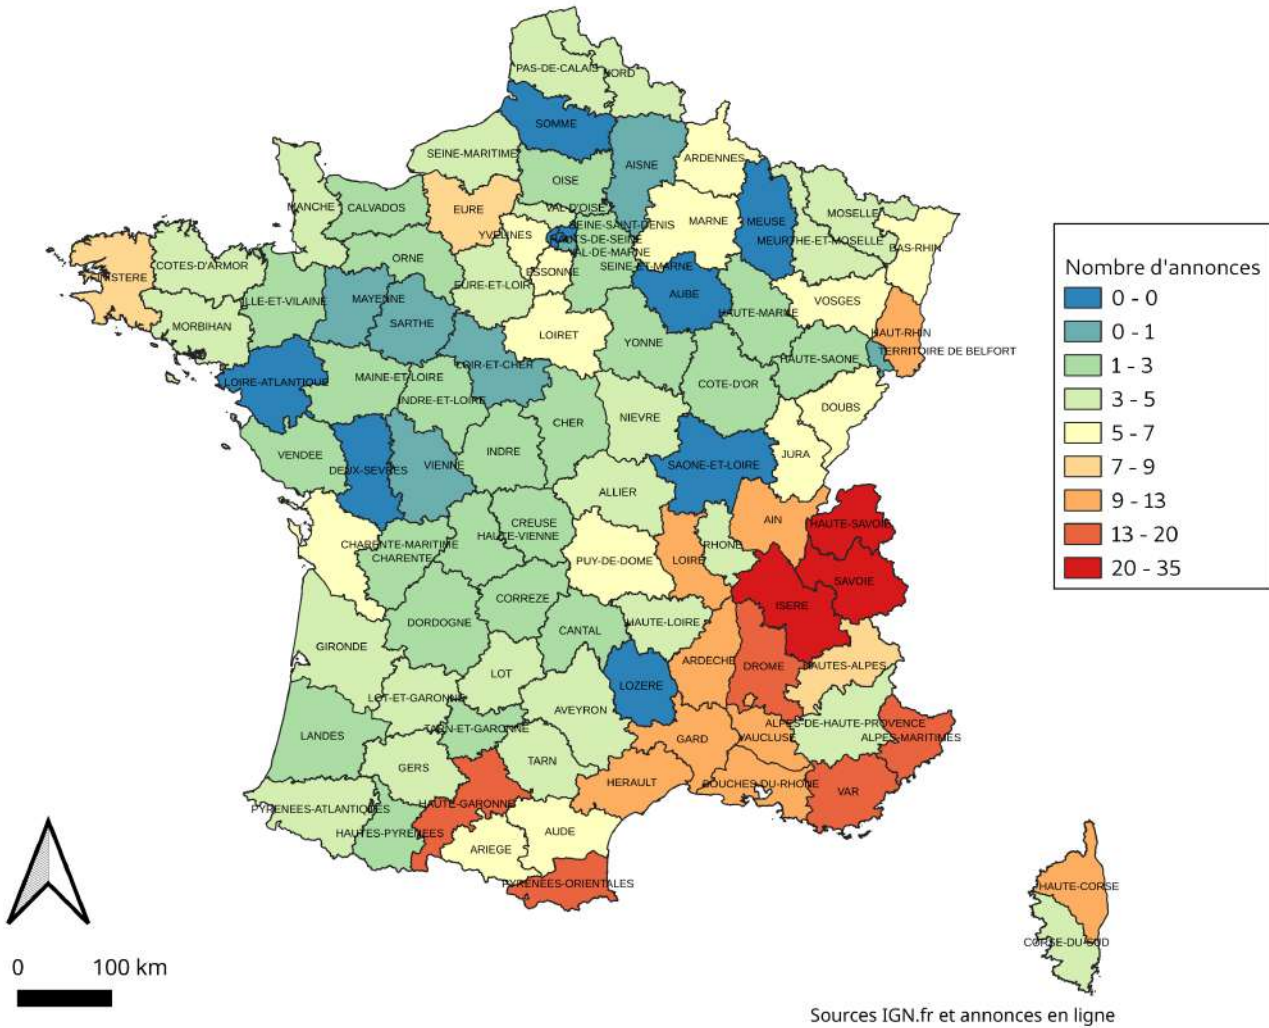 PAS-DE-CALAIS
NORD
SOMME
SEINE-MARITIME
AISNE
ARDENNES
OISE
MANCHE
CALVADOS
EURE
VAL D'OISE
SEINE-SAINT-DENIS
HAUTS-DE-SEINE
VAL-DE-MARNE
YVELINES
MARNE
MEUSE
MOSELLE
MEURTHE-ET-MOSELLE
BAS-RHIN
FINISTERE
COTES-D'ARMOR
ORNE
ESSONNE
SEINE-ET-MARNE
EURE-ET-LOIR
AUBE
ILLE-ET-VILAINE
MAYENNE
SARTHE
HAUTE-MARNE
VOSGES
MORBIHAN
LOIRET
YONNE
HAUT-RHIN
TERRITOIRE DE BELFORT
HAUTE-SAONE
LOIR-ET-CHER
LOIRE-ATLANTIQUE
MAINE-ET-LOIRE
INDRE-ET-LOIRE
COTE-D'OR
DOUBS
NIEVRE
CHER
VENDEE
DEUX-SEVRES
VIENNE
INDRE
SAONE-ET-LOIRE
JURA
ALLIER
AIN
HAUTE-SAVOIE
CREUSE
HAUTE-VIENNE
CHARENTE-MARITIME
CHARENTE
PUY-DE-DOME
LOIRE
RHONE
SAVOIE
ISERE
CORREZE
DORDOGNE
CANTAL
HAUTE-LOIRE
GIRONDE
LOT
LOZERE
ARDECHE
DROME
HAUTES-ALPES
LOT-ET-GARONNE
AVEYRON
TARN-ET-GARONNE
LANDES
GARD
VAUCLUSE
ALPES-DE-HAUTE-PROVENCE
ALPES-MARITIMES
GERS
TARN
HERAULT
BOUCHES-DU-RHONE
VAR
PYRENEES-ATLANTIQUES
HAUTE-GARONNE
HAUTES-PYRENEES
AUDE
ARIEGE
PYRENEES-ORIENTALES
HAUTE-CORSE
CORSE-DU-SUD
Nombre d'annonces
0 - 0
0 - 1
1 - 3
3 - 5
5 - 7
7 - 9
9 - 13
13 - 20
20 - 35
0 100 km
Sources IGN.fr et annonces en ligne